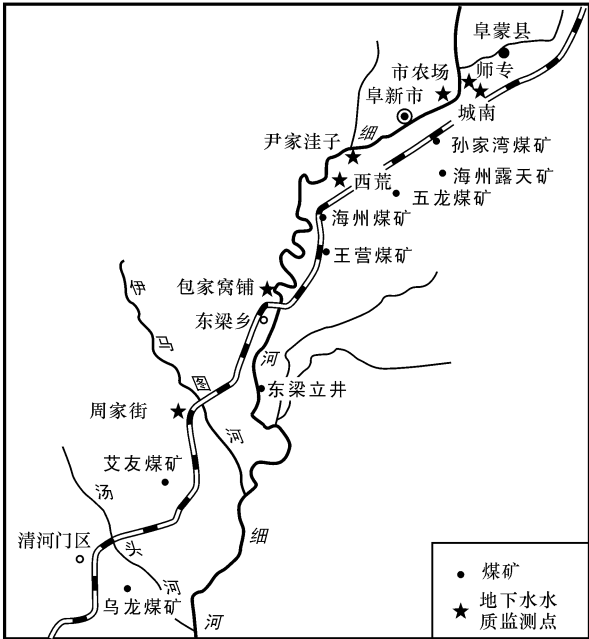 阜蒙县
市农场
师专
阜新市
城南
尹家洼子
细
孙家湾煤矿
西荒
海州露天矿
五龙煤矿
海州煤矿
王营煤矿
包家窝铺
伊
东梁乡
马
河
图
东梁立井
周家街
河
艾友煤矿
汤
清河门区
头
细
河
乌龙煤矿
河
煤矿
地下水水
质监测点